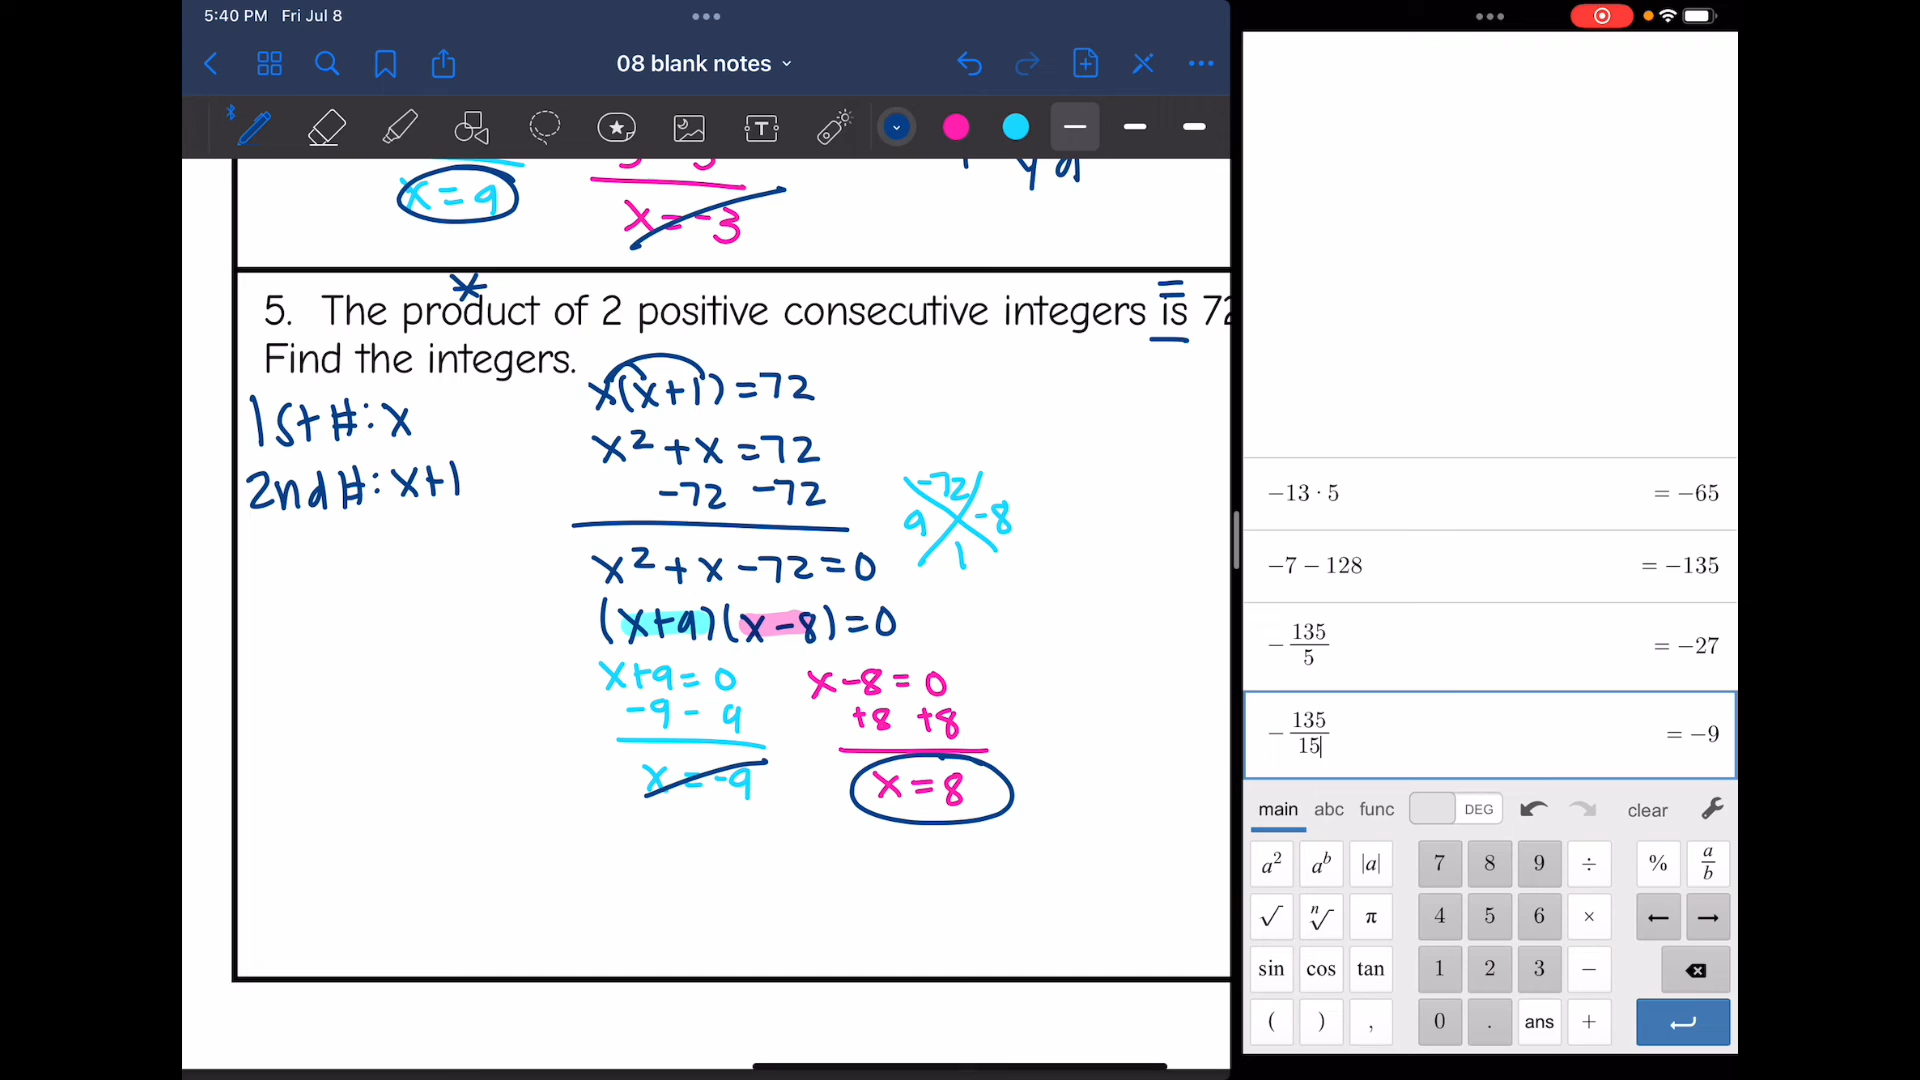 5:40 PM Fri Jul 8
08 blank notes
x = 9
x = -3
yd
5. The product of 2 positive consecutive integers is 72
Find the integers.
*
=
1st #: x
2nd #: x+1
x(x+1) = 72
x² + x = 72
-72 -72
x² + x - 72 = 0
(x+9)(x-8) = 0
-72
9 -8
1
x+9 = 0
-9 - 9
x = -9
x-8 = 0
+8 +8
x = 8
−13 · 5 = −65
−7 − 128 = −135
− 135/5 = −27
− 135/15 = −9
main abc func DEG clear
a² aᵇ |a| 7 8 9 ÷ % a/b
√ ⁿ√ π 4 5 6 × ← →
sin cos tan 1 2 3 −
( ) , 0 . ans +